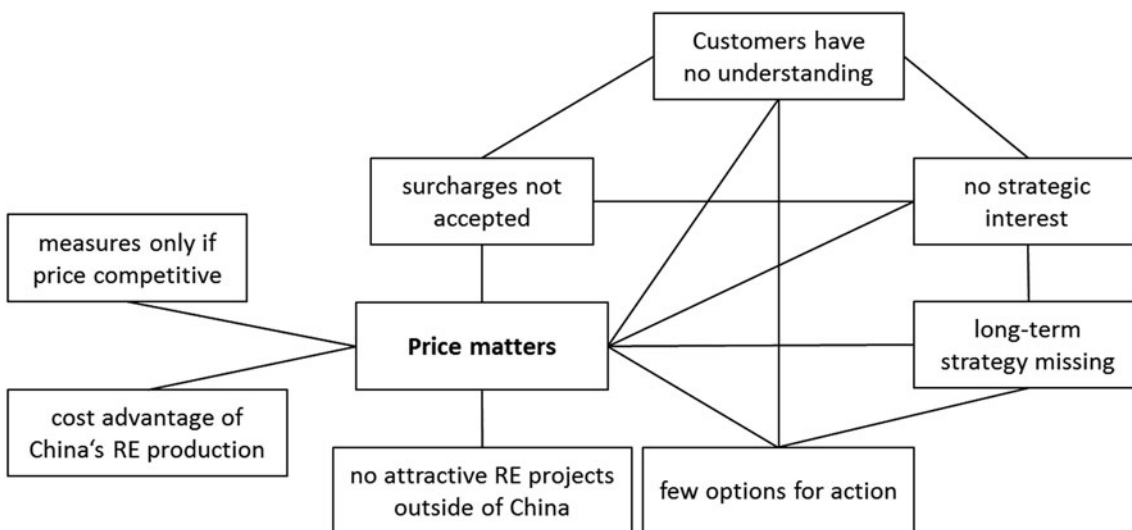 Customers have
no understanding
surcharges not
accepted
no strategic
interest
measures only if
price competitive
Price matters
long-term
strategy missing
cost advantage of
China‘s RE production
no attractive RE projects
outside of China
few options for action